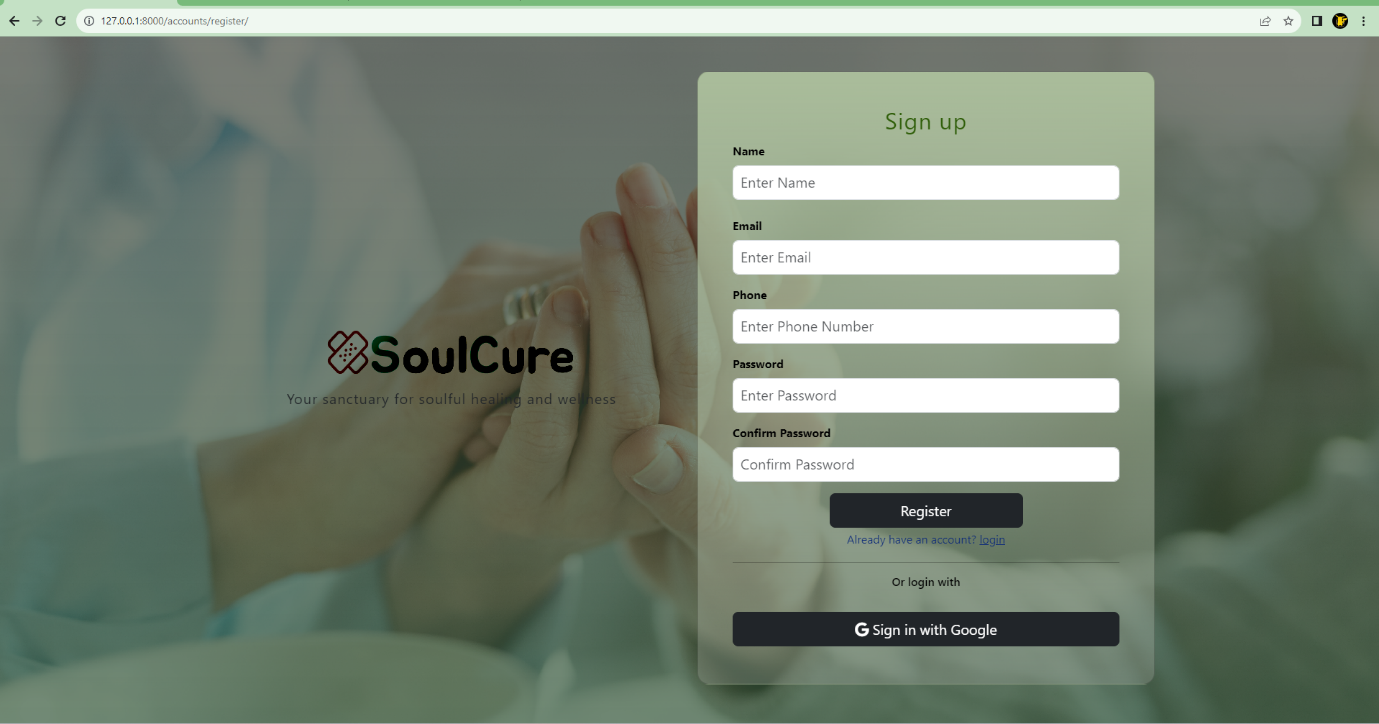 127.0.0.1:8000/accounts/register/
Sign up
Name
Enter Name
Email
Enter Email
Phone
Enter Phone Number
SoulCure
Your sanctuary for soulful healing and wellness
Password
Enter Password
Confirm Password
Confirm Password
Register
Already have an account? login
Or login with
G Sign in with Google